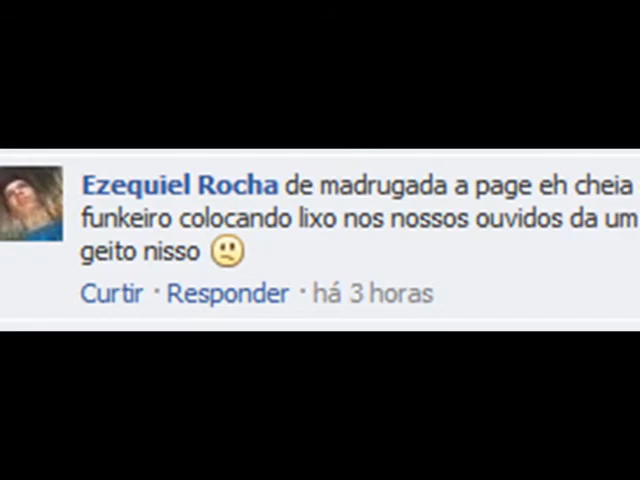 Ezequiel Rocha de madrugada a page eh cheia
funkeiro colocando lixo nos nossos ouvidos da um
geito nisso
Curtir · Responder · há 3 horas